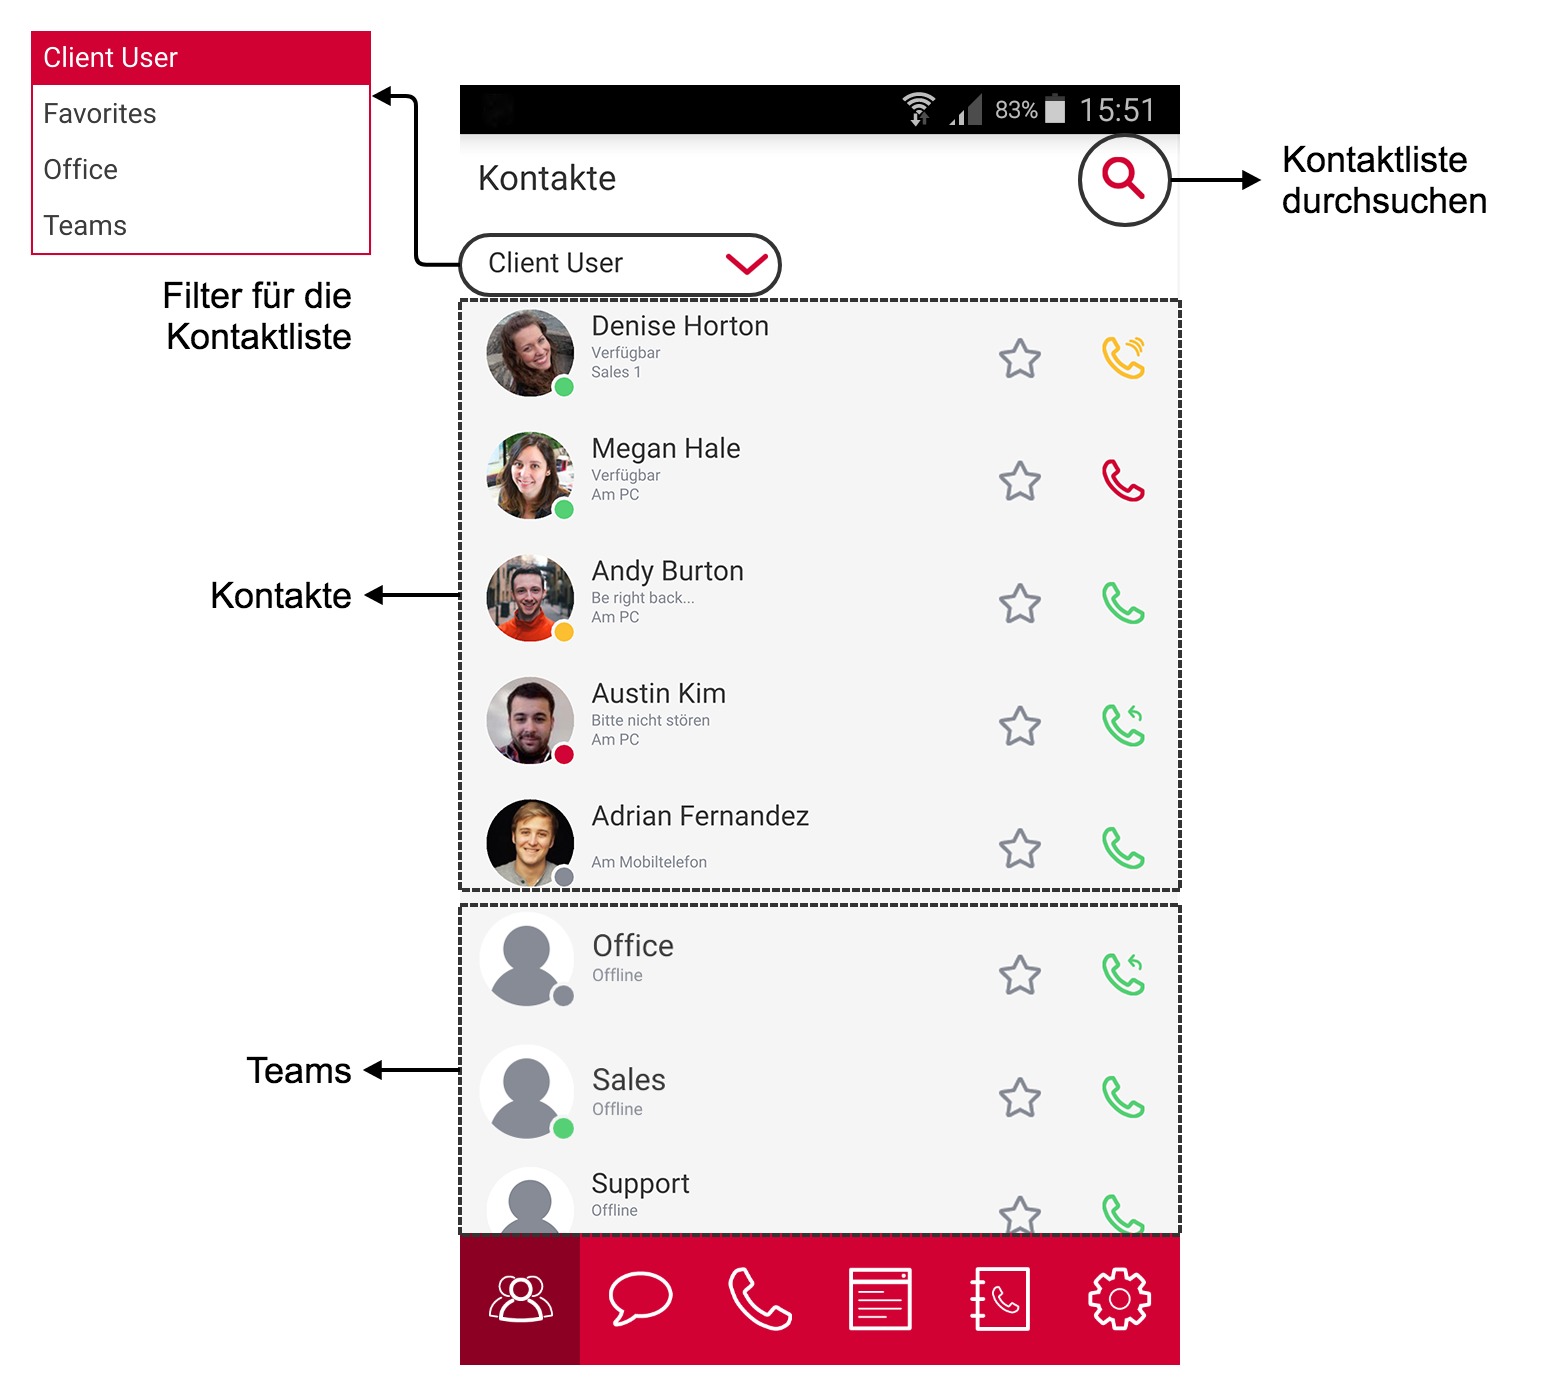 Client User
Favorites
Office
Teams
Filter für die
Kontaktliste
83%
15:51
Kontakte
Kontaktliste
durchsuchen
Client User
Kontakte
Denise Horton
Verfügbar
Sales 1
Megan Hale
Verfügbar
Am PC
Andy Burton
Be right back...
Am PC
Austin Kim
Bitte nicht stören
Am PC
Adrian Fernandez
Am Mobiltelefon
Teams
Office
Offline
Sales
Offline
Support
Offline